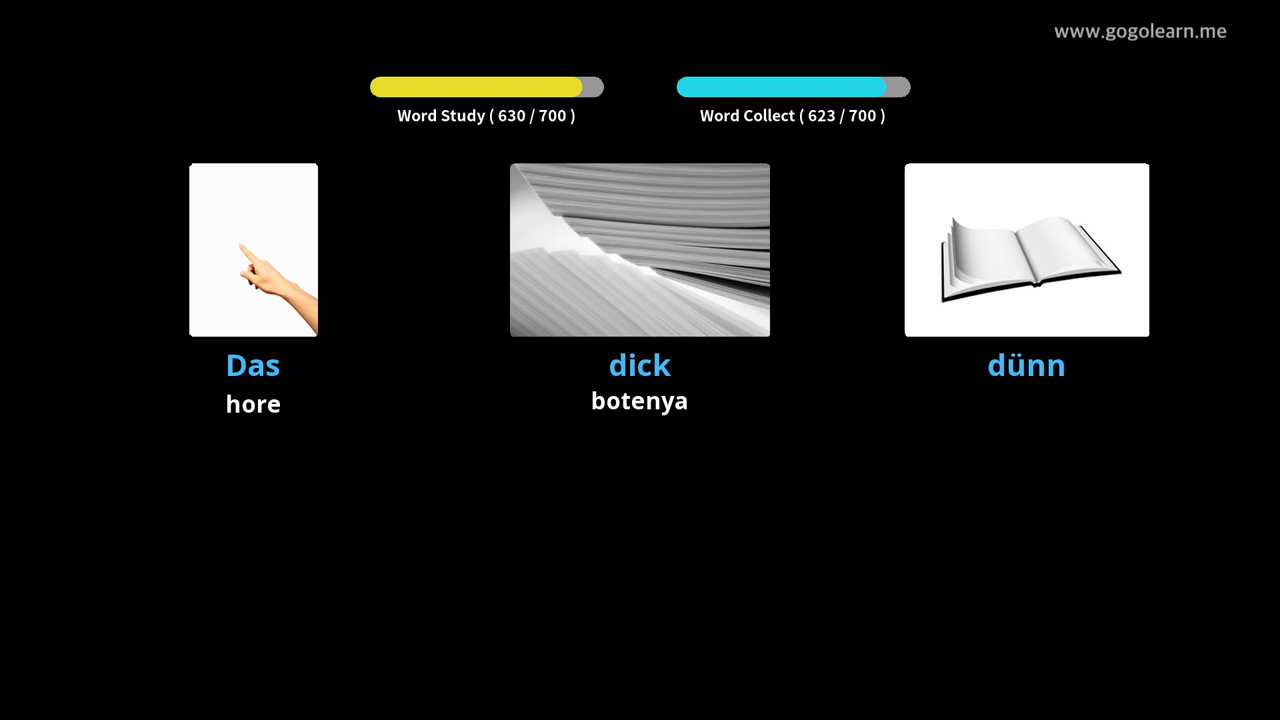 www.gogolearn.me
Word Study ( 630 / 700 )
Word Collect ( 623 / 700 )
Das
dick
dünn
hore
botenya